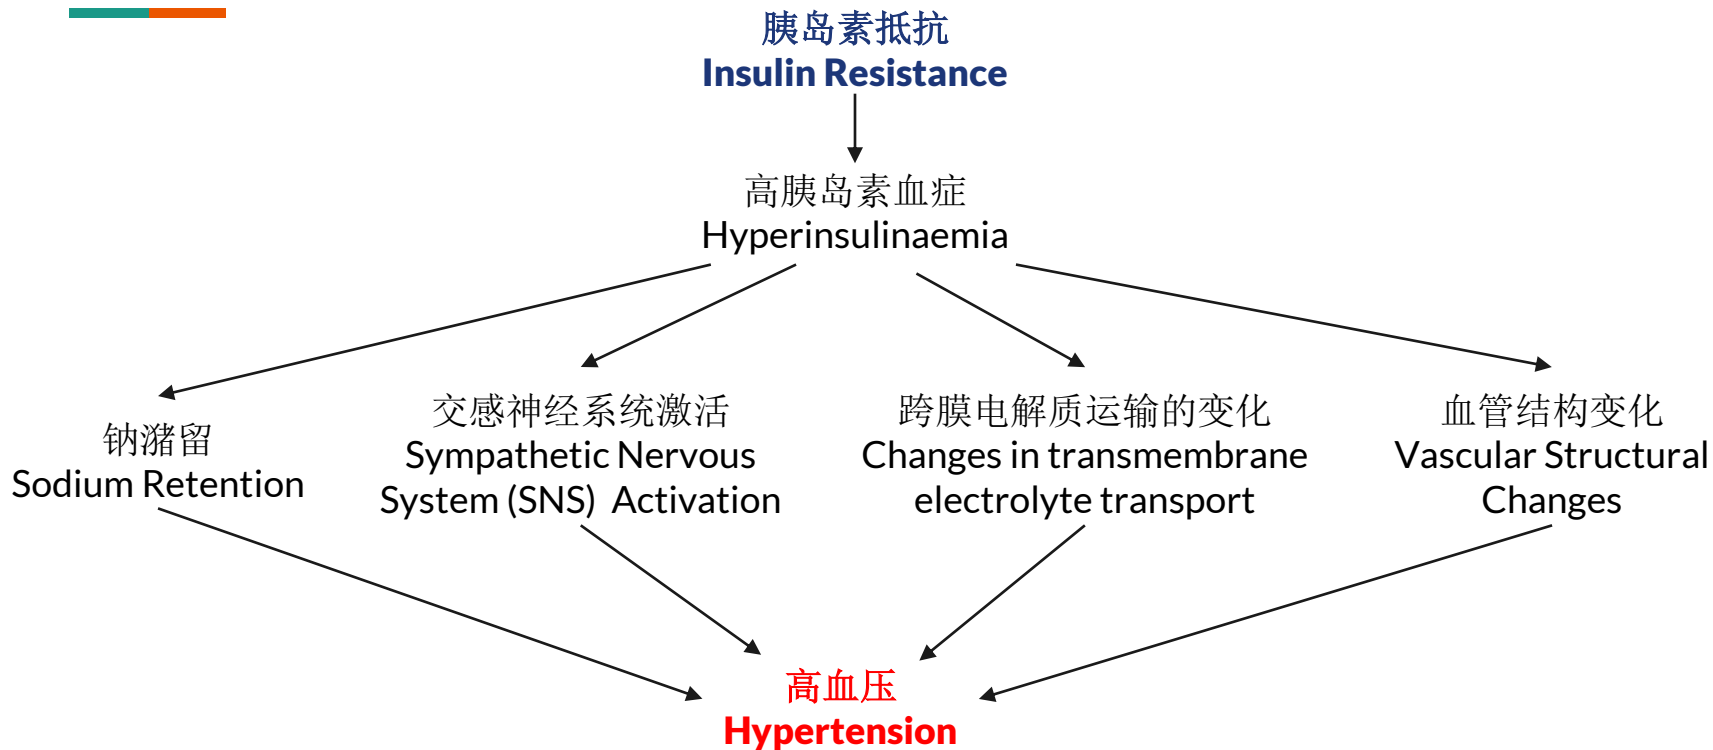 胰岛素抵抗
Insulin Resistance
高胰岛素血症
Hyperinsulinaemia
钠潴留
Sodium Retention
交感神经系统激活
Sympathetic Nervous
System (SNS) Activation
跨膜电解质运输的变化
Changes in transmembrane
electrolyte transport
血管结构变化
Vascular Structural
Changes
高血压
Hypertension